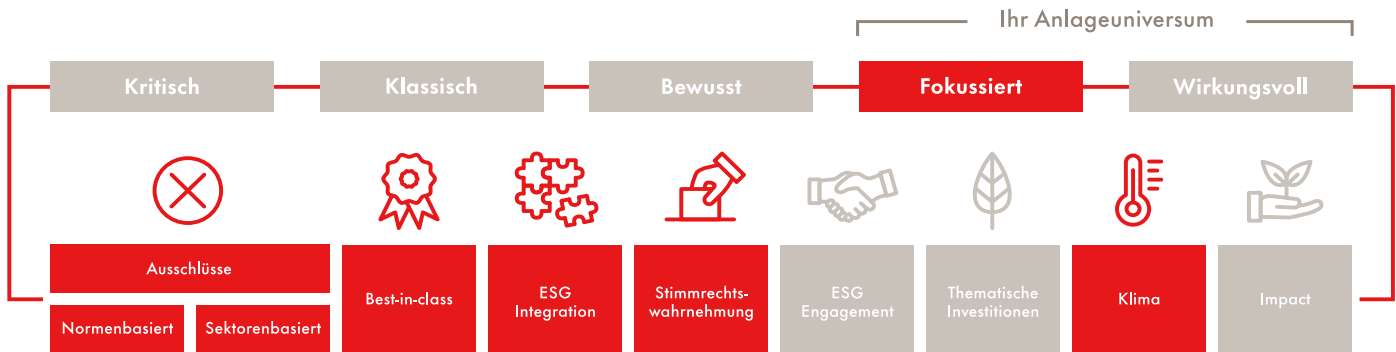 Ihr Anlageuniversum
Kritisch
Klassisch
Bewusst
Fokussiert
Wirkungsvoll
Ausschlüsse
Normenbasiert
Sektorenbasiert
Best-in-class
ESG
Integration
Stimmrechts-
wahrnehmung
ESG
Engagement
Thematische
Investitionen
Klima
Impact